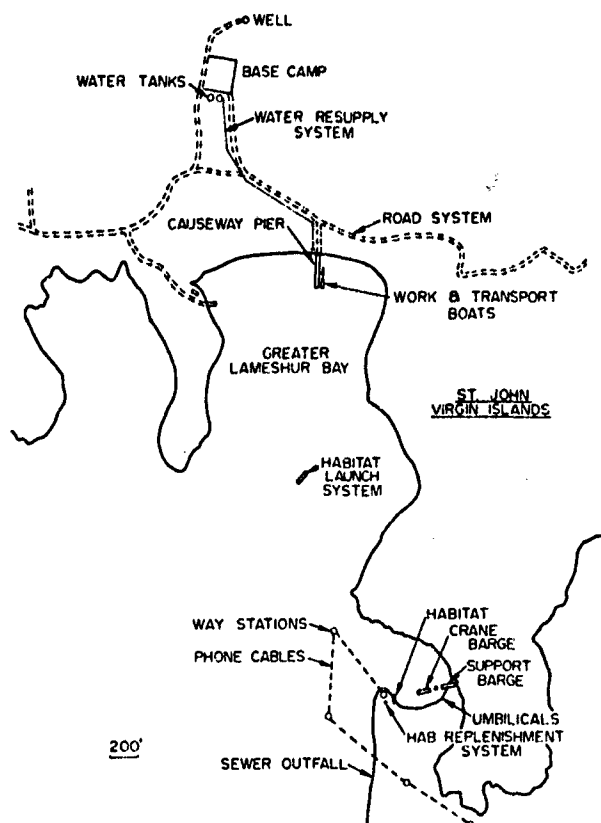 WELL
BASE CAMP
WATER TANKS
WATER RESUPPLY
SYSTEM
ROAD SYSTEM
CAUSEWAY PIER
WORK & TRANSPORT
BOATS
GREATER
LAMESHUR BAY
ST. JOHN
VIRGIN ISLANDS
HABITAT
LAUNCH
SYSTEM
WAY STATIONS
HABITAT
CRANE
BARGE
PHONE CABLES
SUPPORT
BARGE
UMBILICALS
HAB REPLENISHMENT
SYSTEM
200'
SEWER OUTFALL